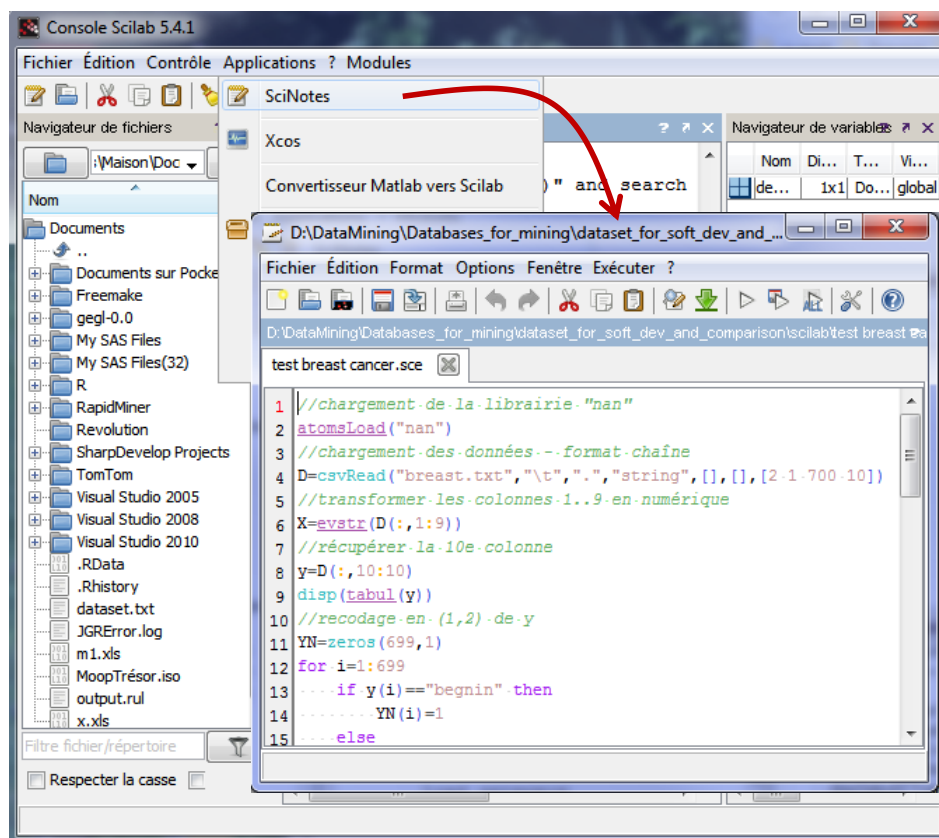 Console Scilab 5.4.1
Fichier Édition Contrôle Applications ? Modules
SciNotes
Xcos
Convertisseur Matlab vers Scilab
Navigateur de fichiers
:\Maison\Doc
Nom
Documents
..
Documents sur Pocke
Freemake
gegl-0.0
My SAS Files
My SAS Files(32)
R
RapidMiner
Revolution
SharpDevelop Projects
TomTom
Visual Studio 2005
Visual Studio 2008
Visual Studio 2010
.RData
.Rhistory
dataset.txt
JGRError.log
m1.xls
MoopTrésor.iso
output.rul
x.xls
Filtre fichier/répertoire
Respecter la casse
)" and search
Navigateur de variables
Nom Di... T... Vi...
de... 1x1 Do... global
D:\DataMining\Databases_for_mining\dataset_for_soft_dev_and_...
Fichier Édition Format Options Fenêtre Exécuter ?
D:\DataMining\Databases_for_mining\dataset_for_soft_dev_and_comparison\scilab\test breast
test breast cancer.sce
1 //chargement de la librairie "nan"
2 atomsLoad("nan")
3 //chargement des données - format chaîne
4 D=csvRead("breast.txt","\t",".","string",[],[],[2 1 700 10])
5 //transformer les colonnes 1..9 en numérique
6 X=evstr(D(:,1:9))
7 //récupérer la 10e colonne
8 y=D(:,10:10)
9 disp(tabul(y))
10 //recodage en (1,2) de y
11 YN=zeros(699,1)
12 for i=1:699
13 if y(i)=="begnin" then
14 YN(i)=1
15 else